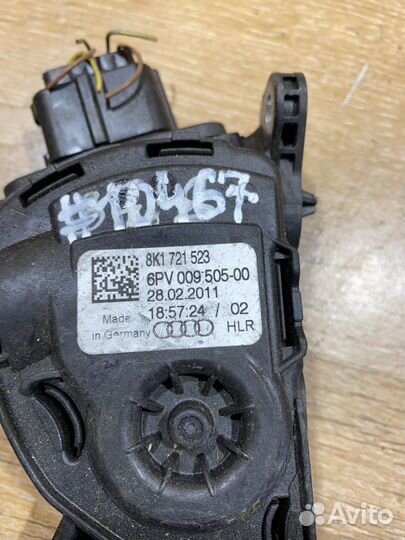 #10467
8K1 721 523
6PV 009 505-00
28.02.2011
18:57:24 / 02
Made
in Germany
HLR
Avito